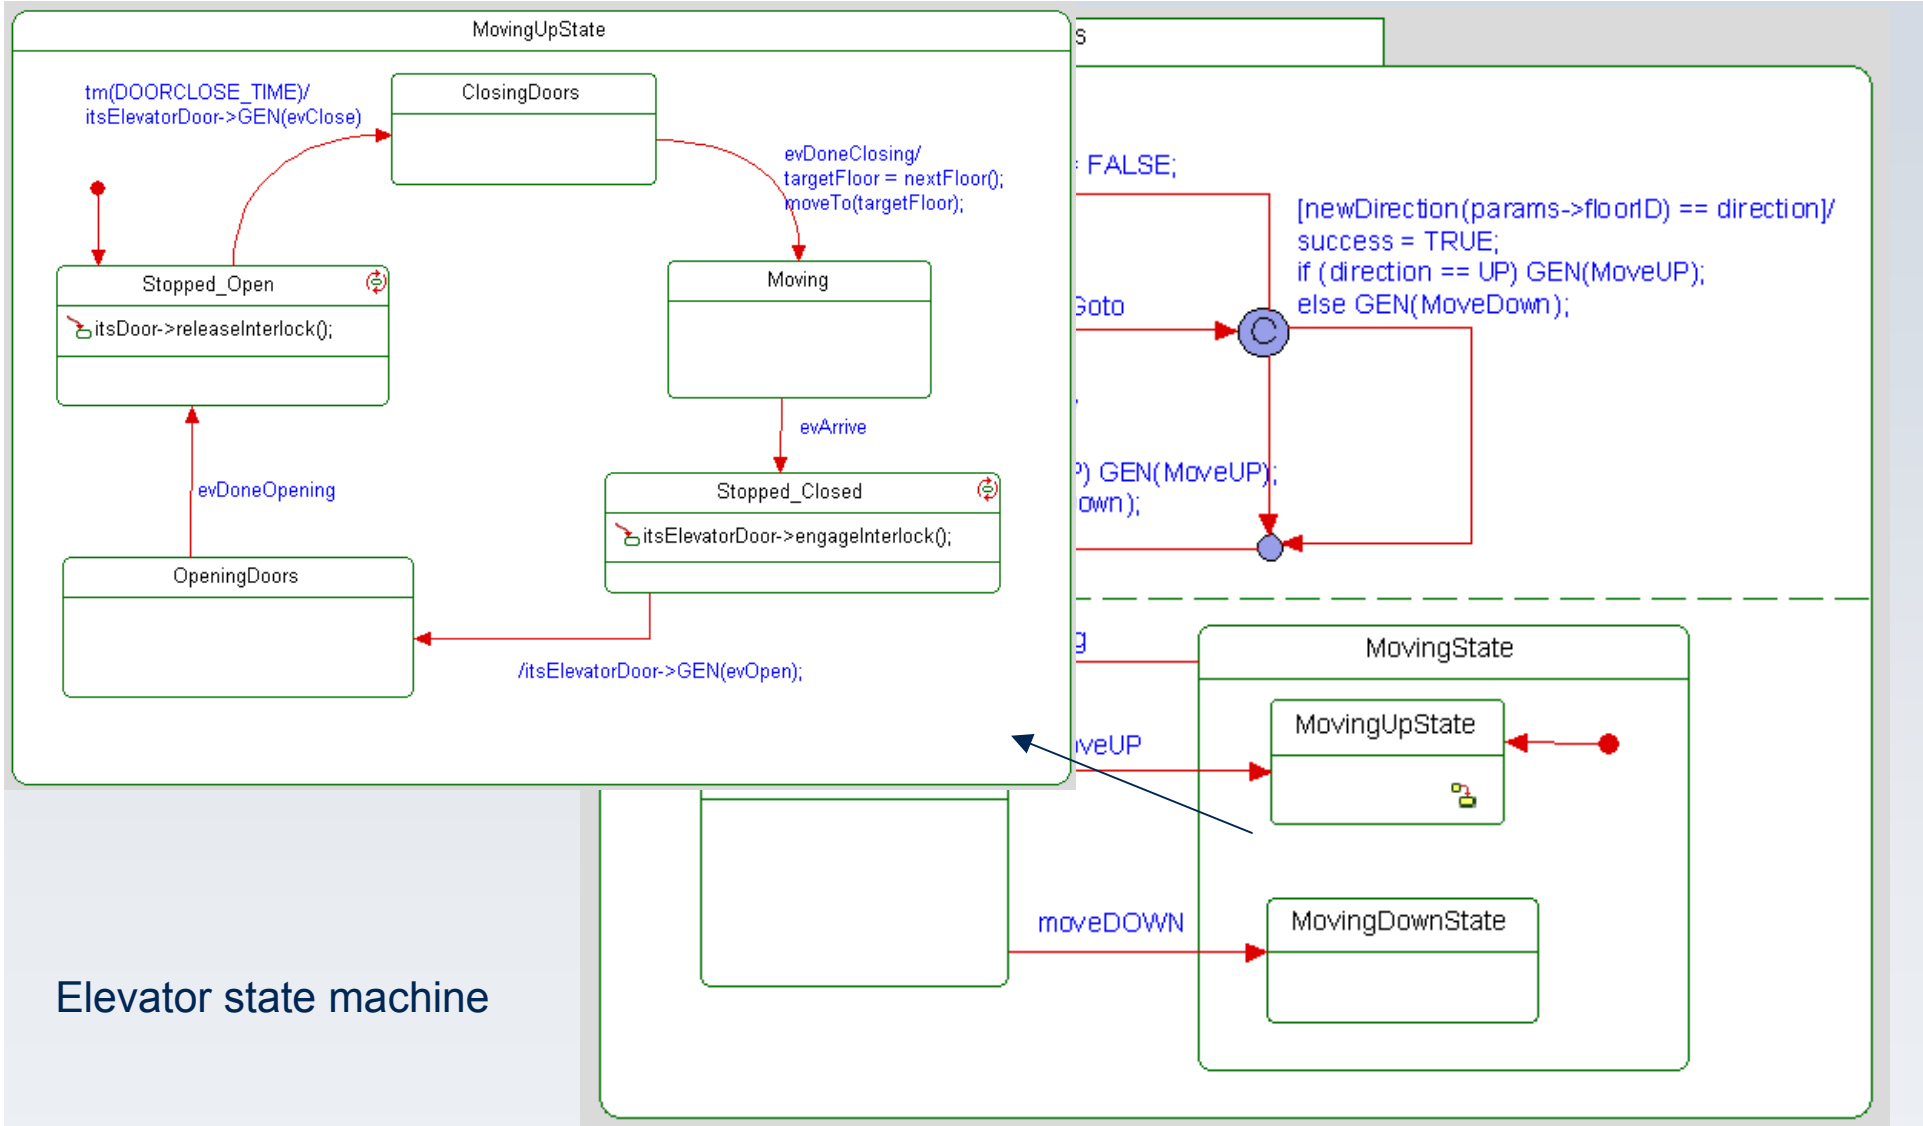 MovingUpState
tm(DOORCLOSE_TIME)/
itsElevatorDoor->GEN(evClose)
ClosingDoors
evDoneClosing/
targetFloor = nextFloor();
moveTo(targetFloor);
Stopped_Open
itsDoor->releaseInterlock();
Moving
evArrive
evDoneOpening
Stopped_Closed
itsElevatorDoor->engageInterlock();
OpeningDoors
/itsElevatorDoor->GEN(evOpen);
s
= FALSE;
[newDirection(params->floorID) == direction]/
success = TRUE;
if (direction == UP) GEN(MoveUP);
else GEN(MoveDown);
Goto
C
P) GEN(MoveUP);
own);
g
MovingState
MovingUpState
veUP
moveDOWN
MovingDownState
Elevator state machine